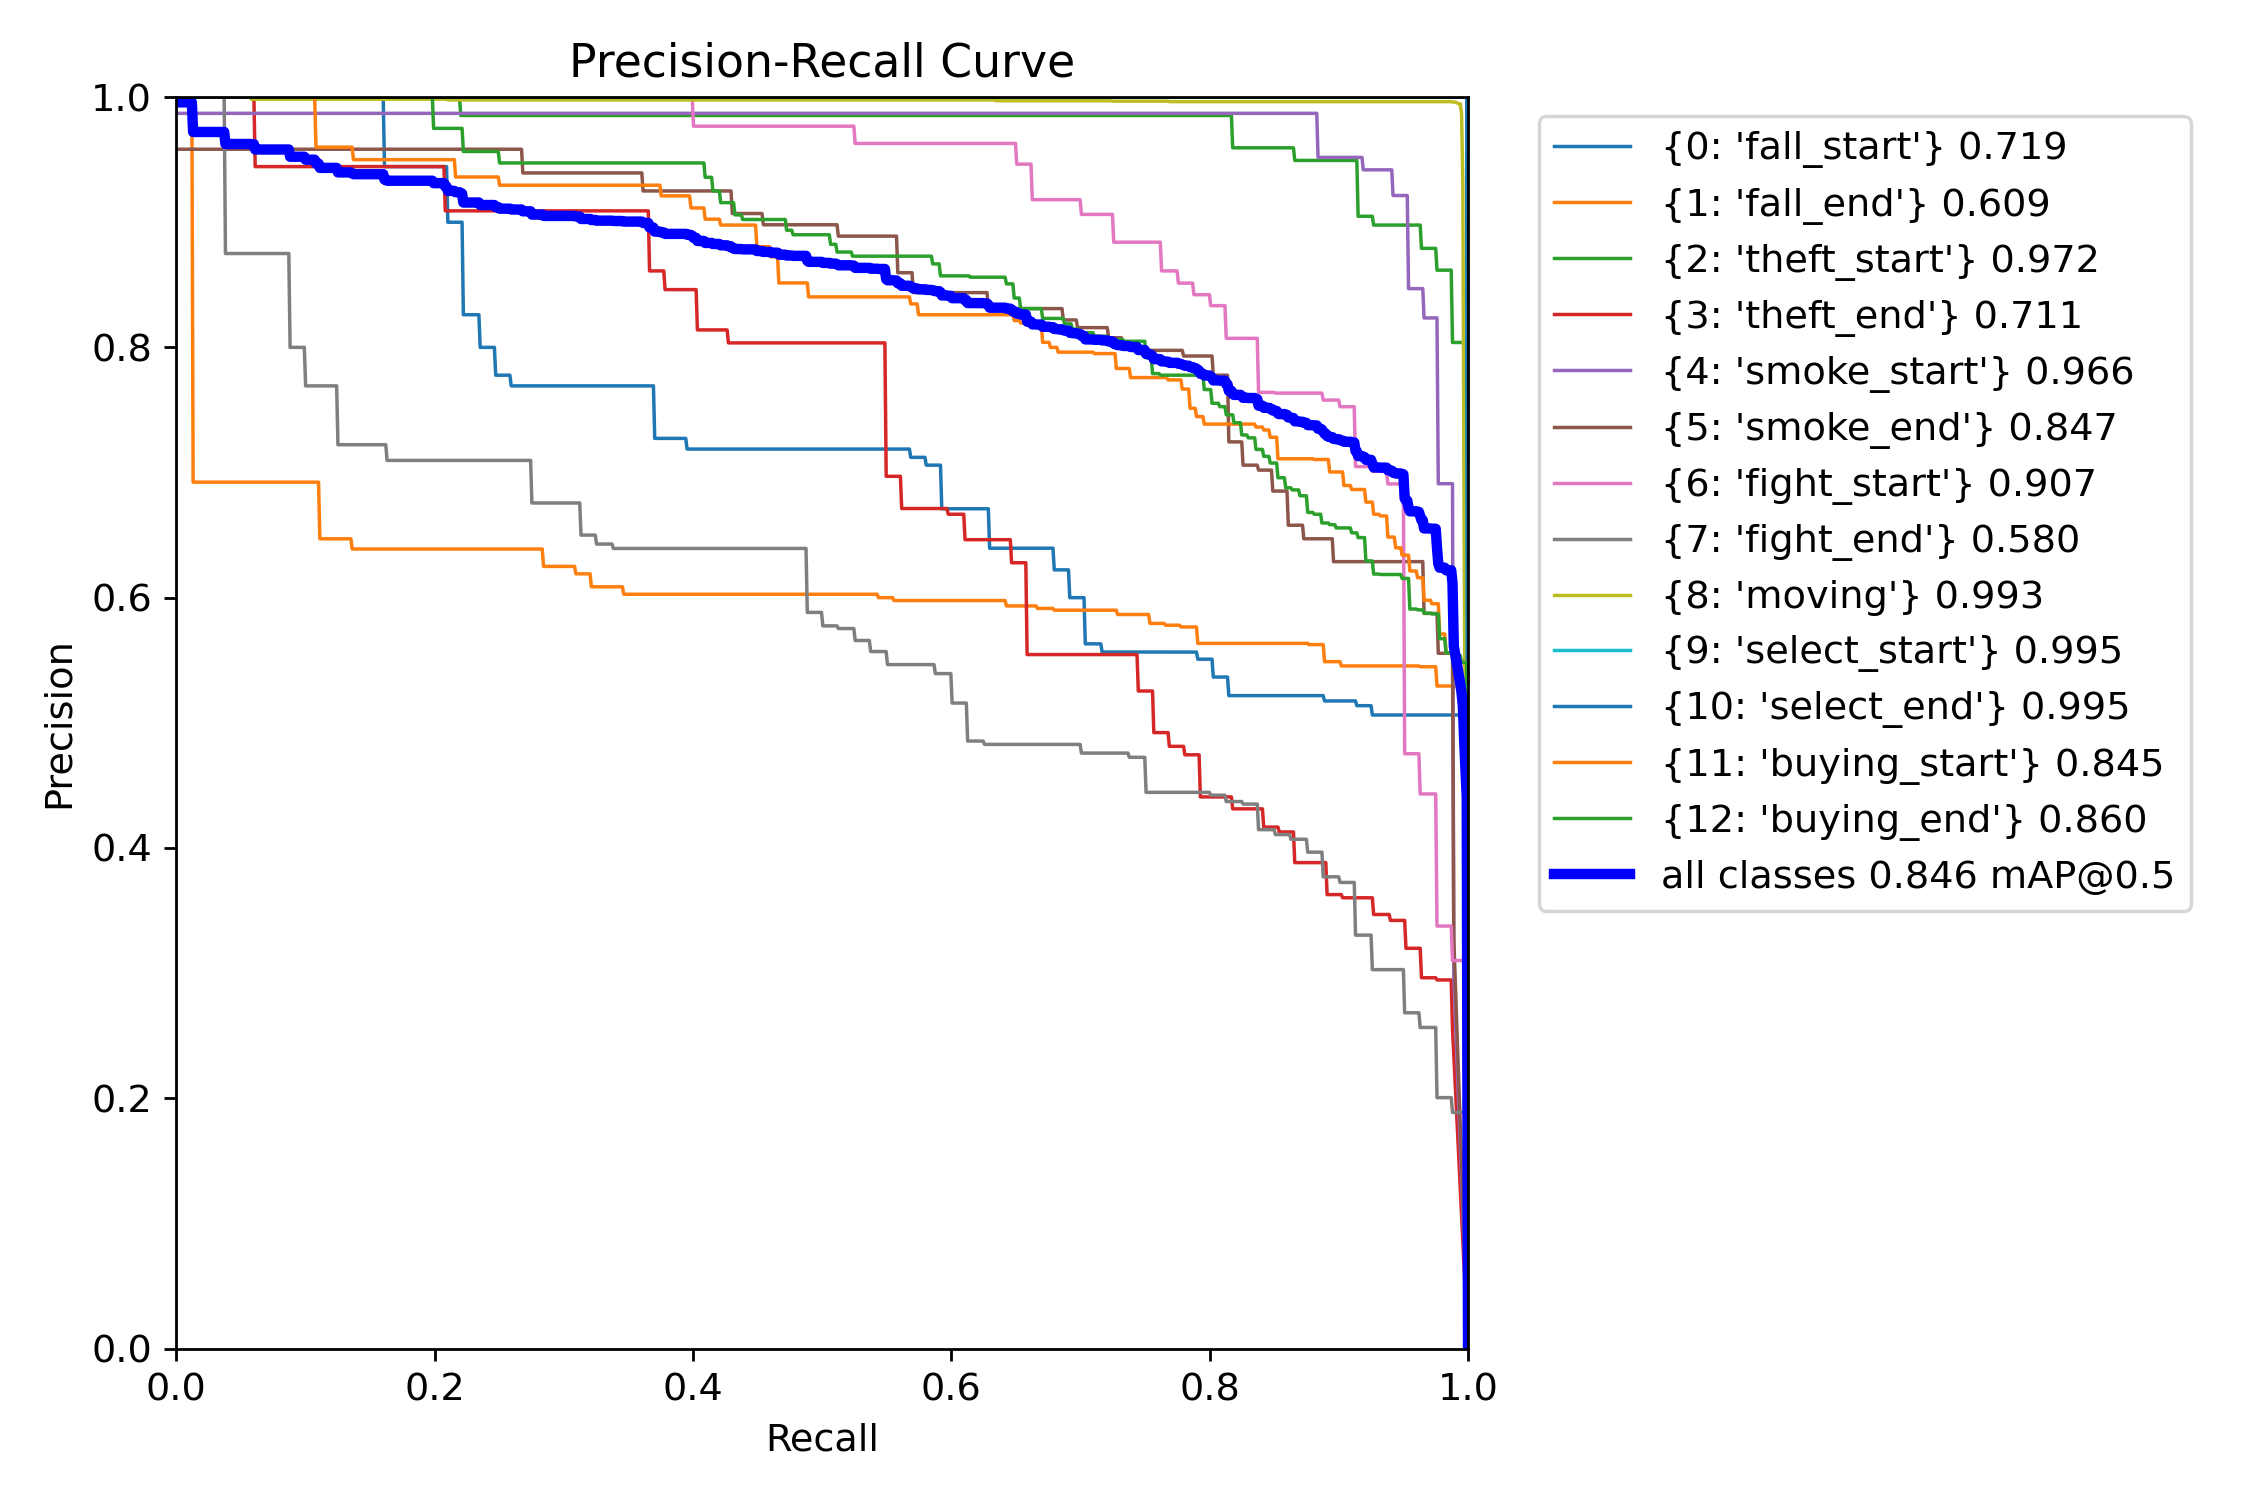 Precision-Recall Curve
1.0
0.8
0.6
0.4
0.2
0.0
Precision
0.0 0.2 0.4 0.6 0.8 1.0
Recall
{0: 'fall_start'} 0.719
{1: 'fall_end'} 0.609
{2: 'theft_start'} 0.972
{3: 'theft_end'} 0.711
{4: 'smoke_start'} 0.966
{5: 'smoke_end'} 0.847
{6: 'fight_start'} 0.907
{7: 'fight_end'} 0.580
{8: 'moving'} 0.993
{9: 'select_start'} 0.995
{10: 'select_end'} 0.995
{11: 'buying_start'} 0.845
{12: 'buying_end'} 0.860
all classes 0.846 mAP@0.5